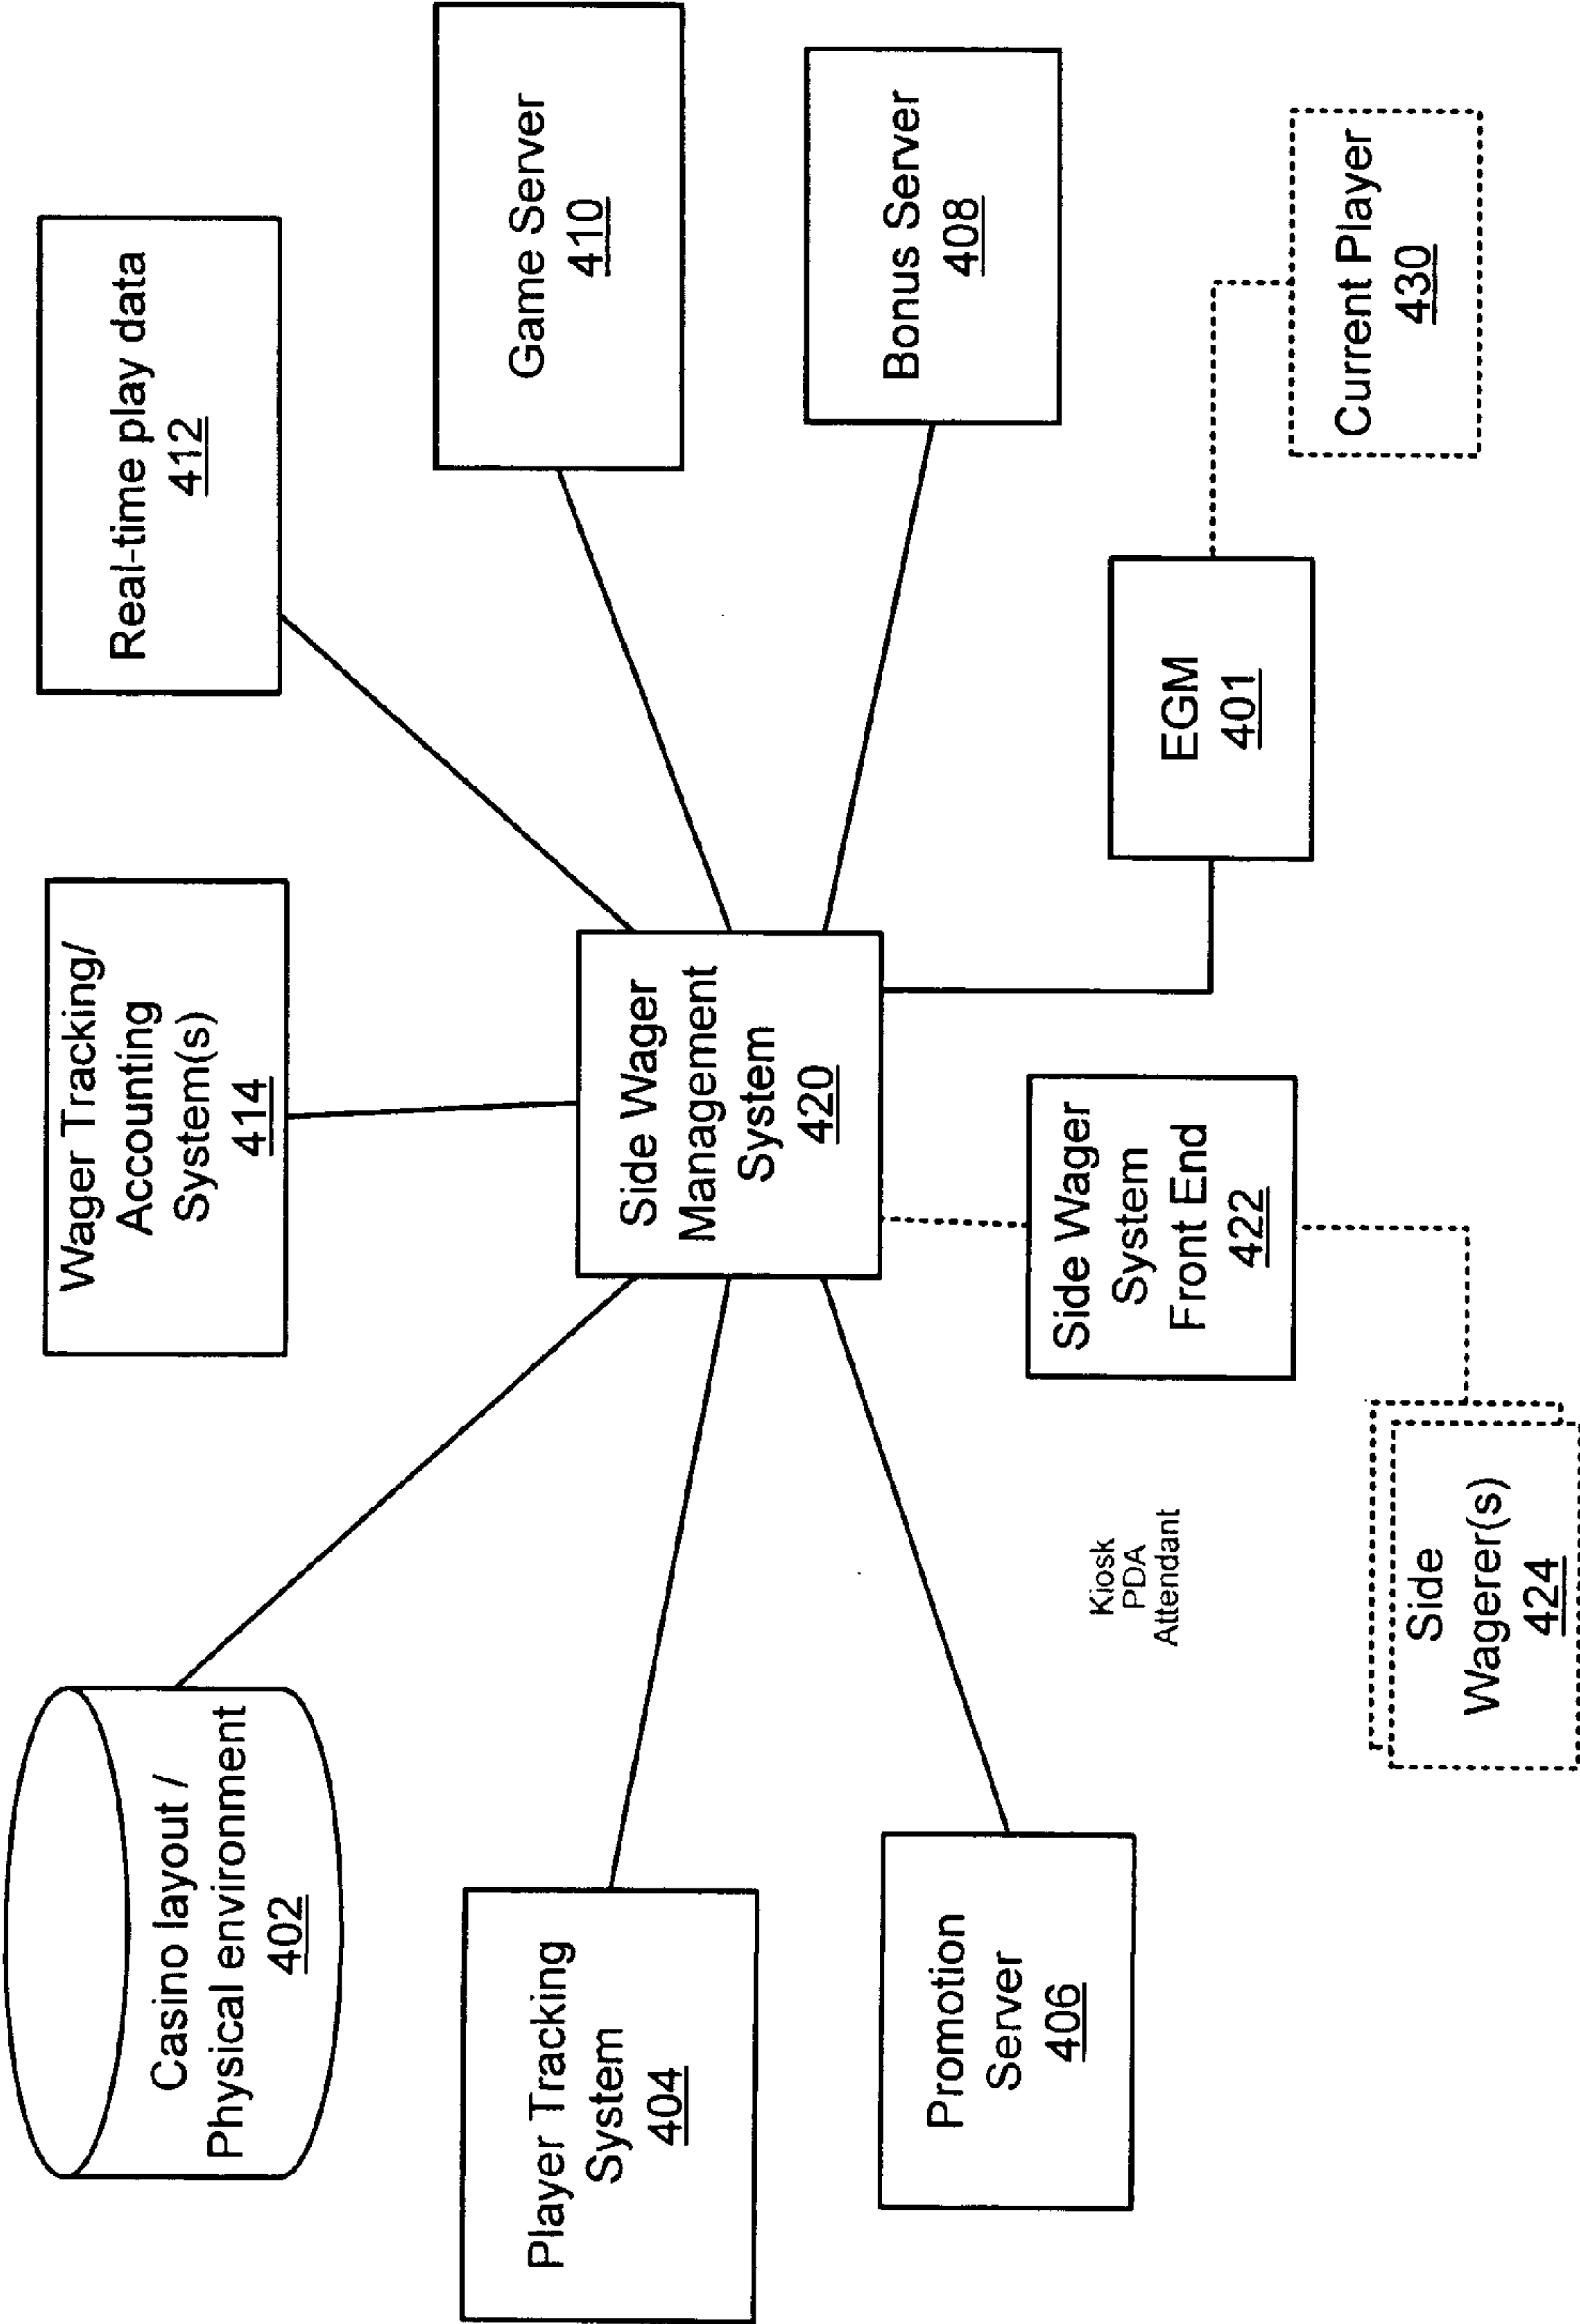 Casino layout /
Physical environment
402
Wager Tracking/
Accounting
System(s)
414
Real-time play data
412
Player Tracking
System
404
Game Server
410
Side Wager
Management
System
420
Promotion
Server
406
Bonus Server
408
Kiosk
PDA
Attendant
Side Wager
System
Front End
422
EGM
401
Side
Wagerer(s)
424
Current Player
430